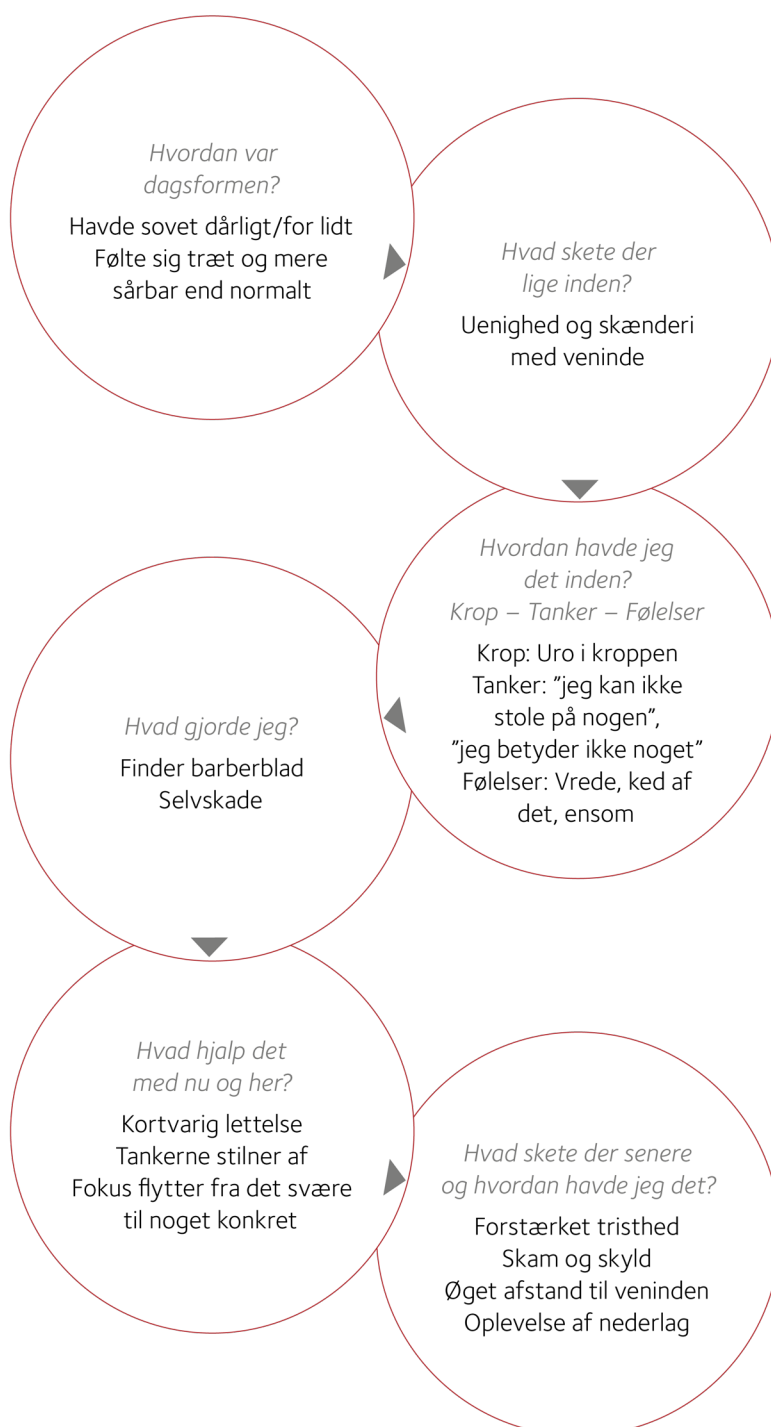 Hvordan var
dagsformen?
Havde sovet dårligt/for lidt
Følte sig træt og mere
sårbar end normalt
Hvad skete der
lige inden?
Uenighed og skænderi
med veninde
Hvordan havde jeg
det inden?
Krop – Tanker – Følelser
Krop: Uro i kroppen
Tanker: ”jeg kan ikke
stole på nogen”,
”jeg betyder ikke noget”
Følelser: Vrede, ked af
det, ensom
Hvad gjorde jeg?
Finder barberblad
Selvskade
Hvad hjalp det
med nu og her?
Kortvarig lettelse
Tankerne stilner af
Fokus flytter fra det svære
til noget konkret
Hvad skete der senere
og hvordan havde jeg det?
Forstærket tristhed
Skam og skyld
Øget afstand til veninden
Oplevelse af nederlag